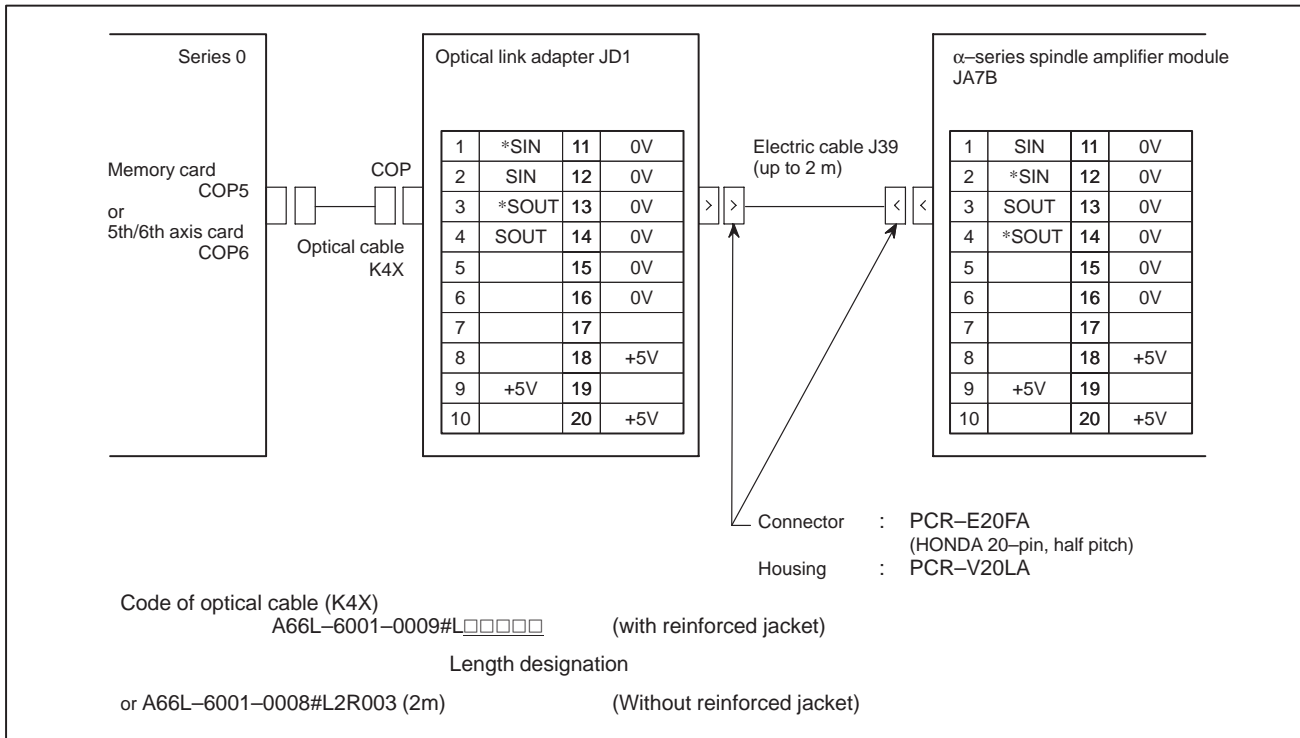 Series 0
Memory card
COP5
or
5th/6th axis card
COP6
Optical cable
K4X
COP
Optical link adapter JD1
1 *SIN 11 0V
2 SIN 12 0V
3 *SOUT 13 0V
4 SOUT 14 0V
5 15 0V
6 16 0V
7 17
8 18 +5V
9 +5V 19
10 20 +5V
Electric cable J39
(up to 2 m)
α–series spindle amplifier module
JA7B
1 SIN 11 0V
2 *SIN 12 0V
3 SOUT 13 0V
4 *SOUT 14 0V
5 15 0V
6 16 0V
7 17
8 18 +5V
9 +5V 19
10 20 +5V
Connector : PCR–E20FA
(HONDA 20–pin, half pitch)
Housing : PCR–V20LA
Code of optical cable (K4X)
A66L–6001–0009#L□□□□□ (with reinforced jacket)
Length designation
or A66L–6001–0008#L2R003 (2m) (Without reinforced jacket)